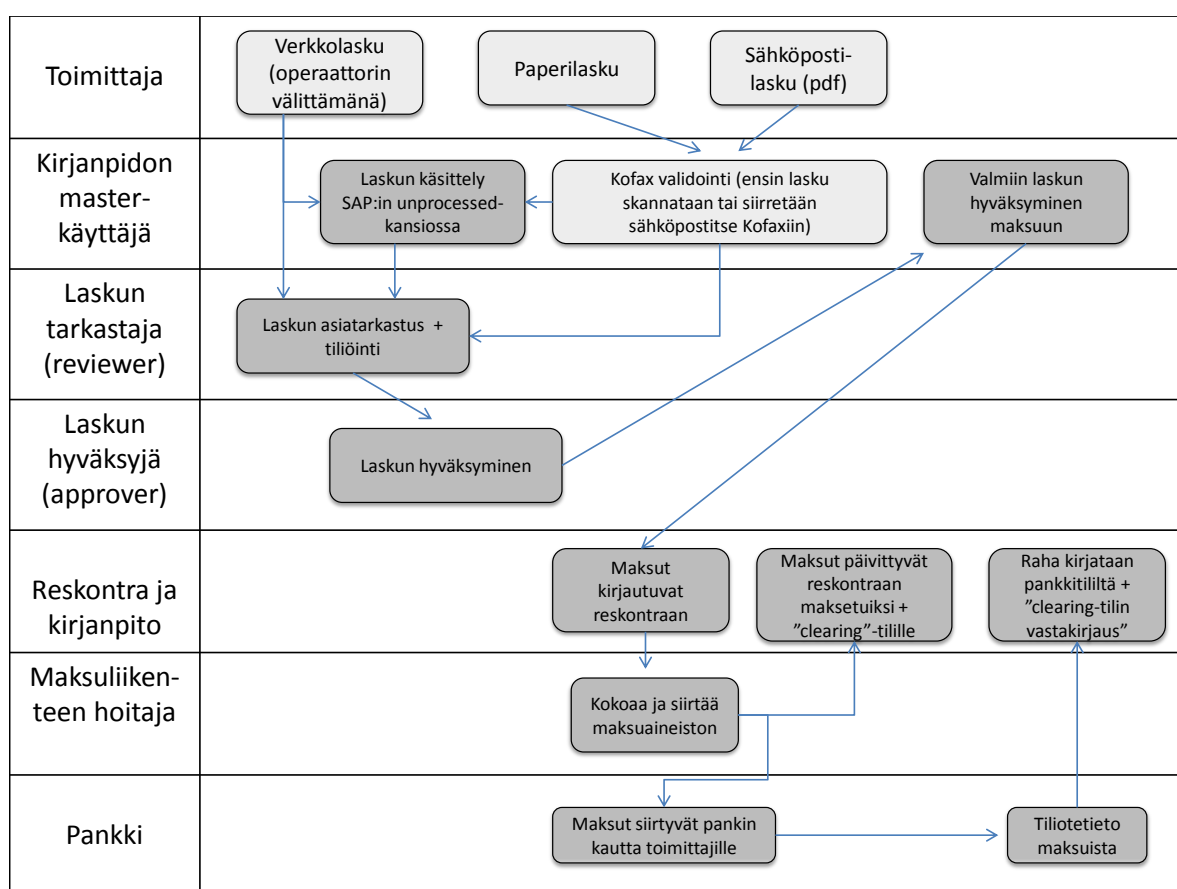 Toimittaja
Verkkolasku
(operaattorin
välittämänä)
Paperilasku
Sähköposti-
lasku (pdf)
Kirjanpidon
master-
käyttäjä
Laskun käsittely
SAP:in unprocessed-
kansiossa
Kofax validointi (ensin lasku
skannataan tai siirretään
sähköpostitse Kofaxiin)
Valmiin laskun
hyväksyminen
maksuun
Laskun
tarkastaja
(reviewer)
Laskun asiatarkastus +
tiliöinti
Laskun
hyväksyjä
(approver)
Laskun hyväksyminen
Reskontra ja
kirjanpito
Maksut
kirjautuvat
reskontraan
Maksut päivittyvät
reskontraan
maksetuiksi +
”clearing”-tilille
Raha kirjataan
pankkitililtä +
”clearing-tilin
vastakirjaus”
Maksuliiken-
teen hoitaja
Kokoaa ja siirtää
maksuaineiston
Pankki
Maksut siirtyvät pankin
kautta toimittajille
Tiliotetieto
maksuista